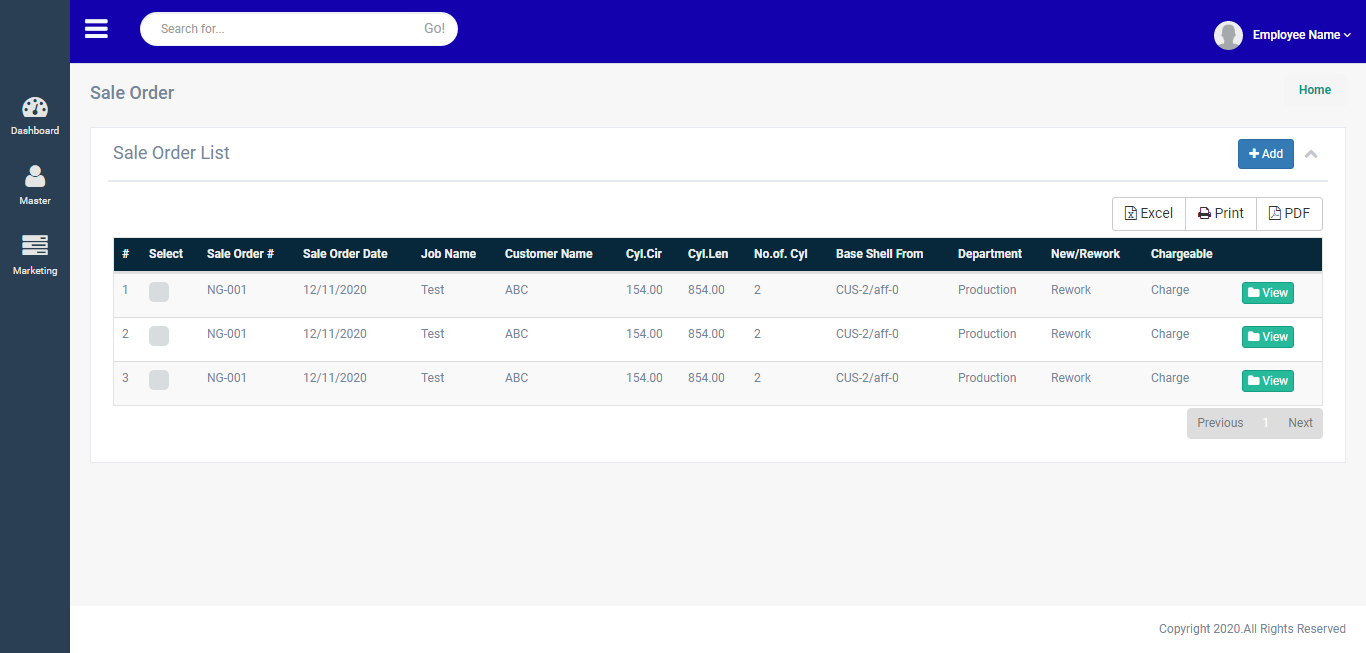 Search for... Go!
Employee Name
Dashboard
Master
Marketing
Sale Order
Home
Sale Order List
Add
Excel Print PDF
# Select Sale Order # Sale Order Date Job Name Customer Name Cyl.Cir Cyl.Len No.of. Cyl Base Shell From Department New/Rework Chargeable
1 NG-001 12/11/2020 Test ABC 154.00 854.00 2 CUS-2/aff-0 Production Rework Charge View
2 NG-001 12/11/2020 Test ABC 154.00 854.00 2 CUS-2/aff-0 Production Rework Charge View
3 NG-001 12/11/2020 Test ABC 154.00 854.00 2 CUS-2/aff-0 Production Rework Charge View
Previous 1 Next
Copyright 2020.All Rights Reserved